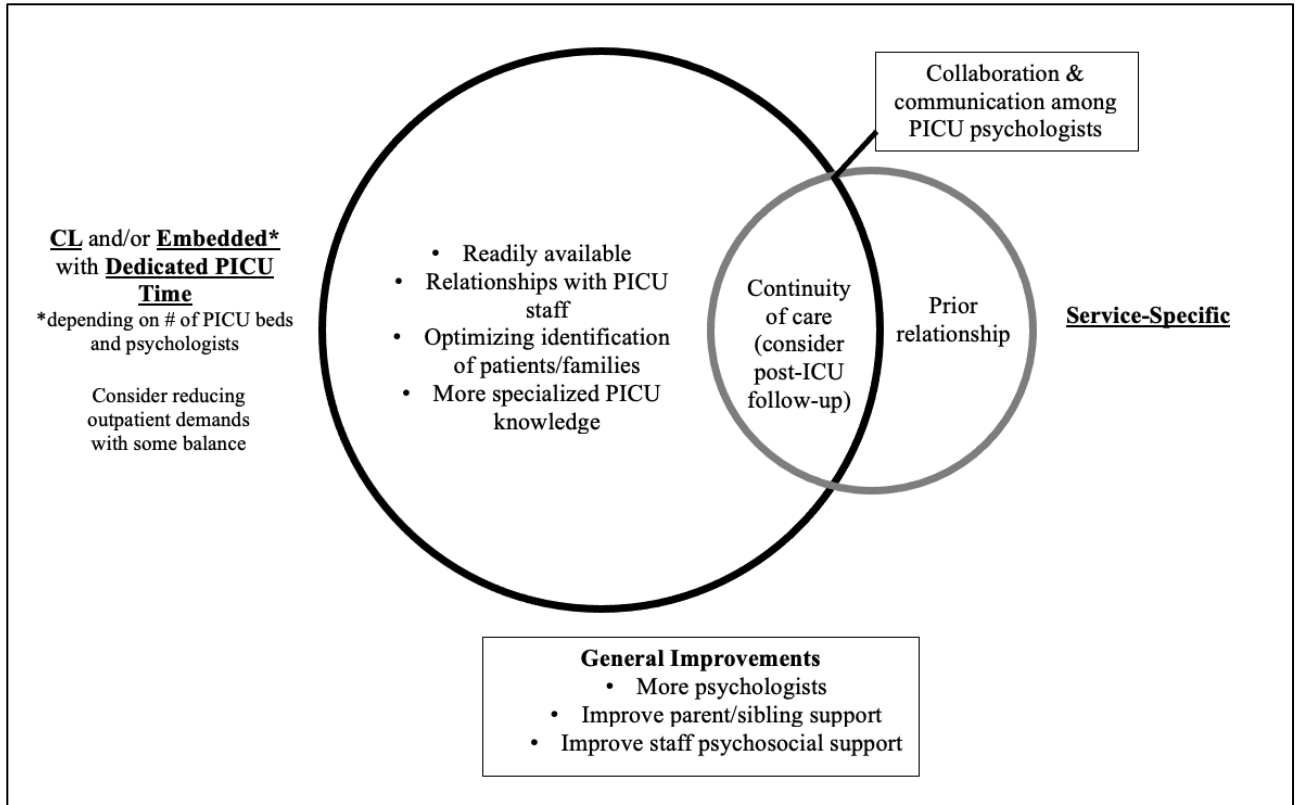 Collaboration &
communication among
PICU psychologists
CL and/or Embedded*
with Dedicated PICU
Time
*depending on # of PICU beds
and psychologists
Consider reducing
outpatient demands
with some balance
• Readily available
• Relationships with PICU
staff
• Optimizing identification
of patients/families
• More specialized PICU
knowledge
Continuity
of care
(consider
post-ICU
follow-up)
Prior
relationship
Service-Specific
General Improvements
• More psychologists
• Improve parent/sibling support
• Improve staff psychosocial support